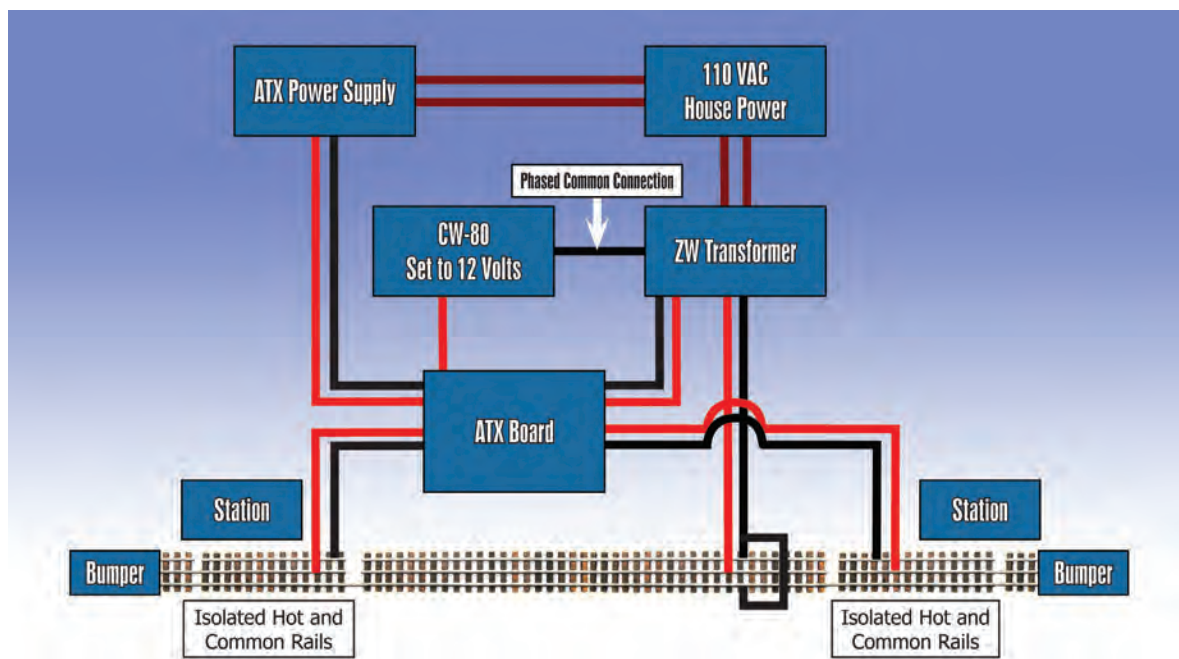 ATX Power Supply
110 VAC
House Power
Phased Common Connection
CW-80
Set to 12 Volts
ZW Transformer
ATX Board
Station
Station
Bumper
Bumper
Isolated Hot and
Common Rails
Isolated Hot and
Common Rails